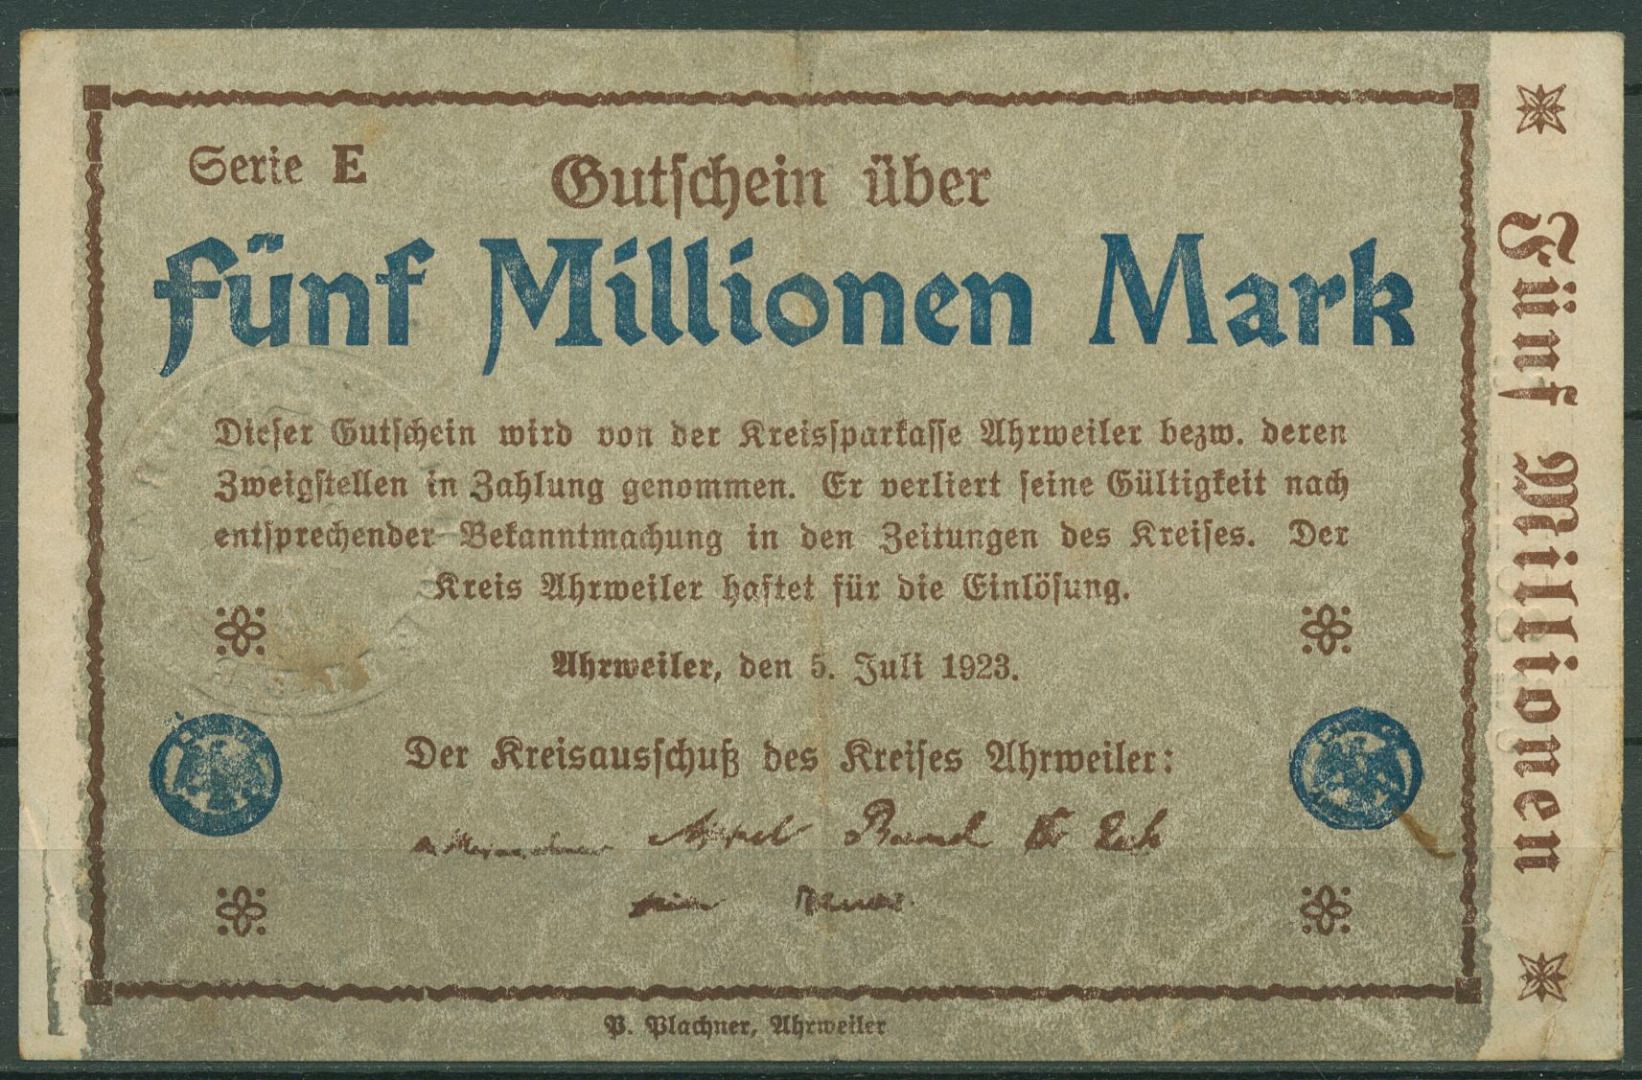 Serie E
Gutschein über
fünf Millionen Mark
Dieser Gutschein wird von der Kreissparkasse Ahrweiler bezw. deren
Zweigstellen in Zahlung genommen. Er verliert seine Gültigkeit nach
entsprechender Bekanntmachung in den Zeitungen des Kreises. Der
Kreis Ahrweiler haftet für die Einlösung.
Ahrweiler, den 5. Juli 1923.
Der Kreisausschuß des Kreises Ahrweiler:
P. Plachner, Ahrweiler
Fünf Millionen